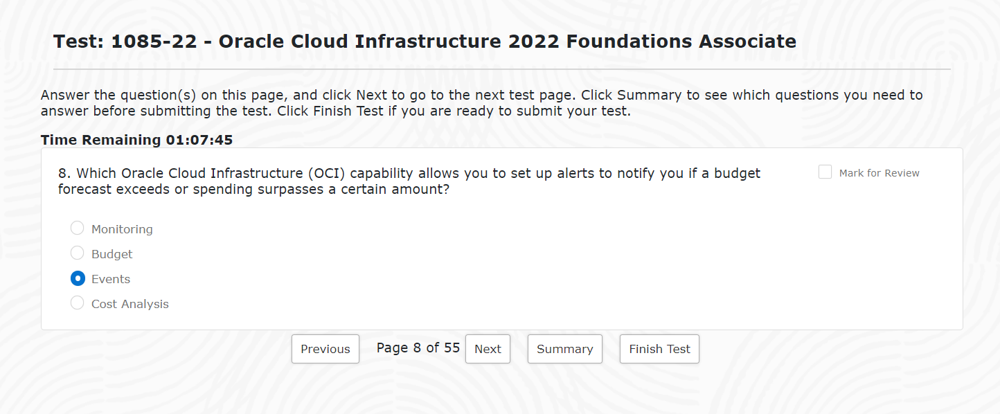 Test: 1085-22 - Oracle Cloud Infrastructure 2022 Foundations Associate
Answer the question(s) on this page, and click Next to go to the next test page. Click Summary to see which questions you need to
answer before submitting the test. Click Finish Test if you are ready to submit your test.
Time Remaining 01:07:45
8. Which Oracle Cloud Infrastructure (OCI) capability allows you to set up alerts to notify you if a budget
forecast exceeds or spending surpasses a certain amount?
Mark for Review
Monitoring
Budget
Events
Cost Analysis
Previous Page 8 of 55 Next Summary Finish Test